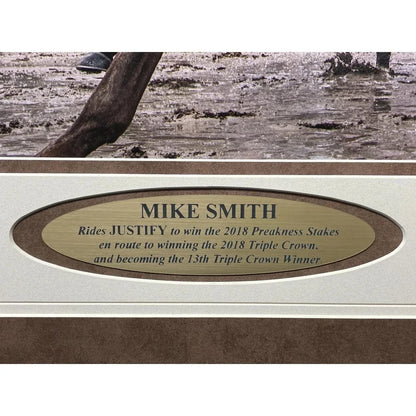 MIKE SMITH
Rides JUSTIFY to win the 2018 Preakness Stakes
en route to winning the 2018 Triple Crown,
and becoming the 13th Triple Crown Winner